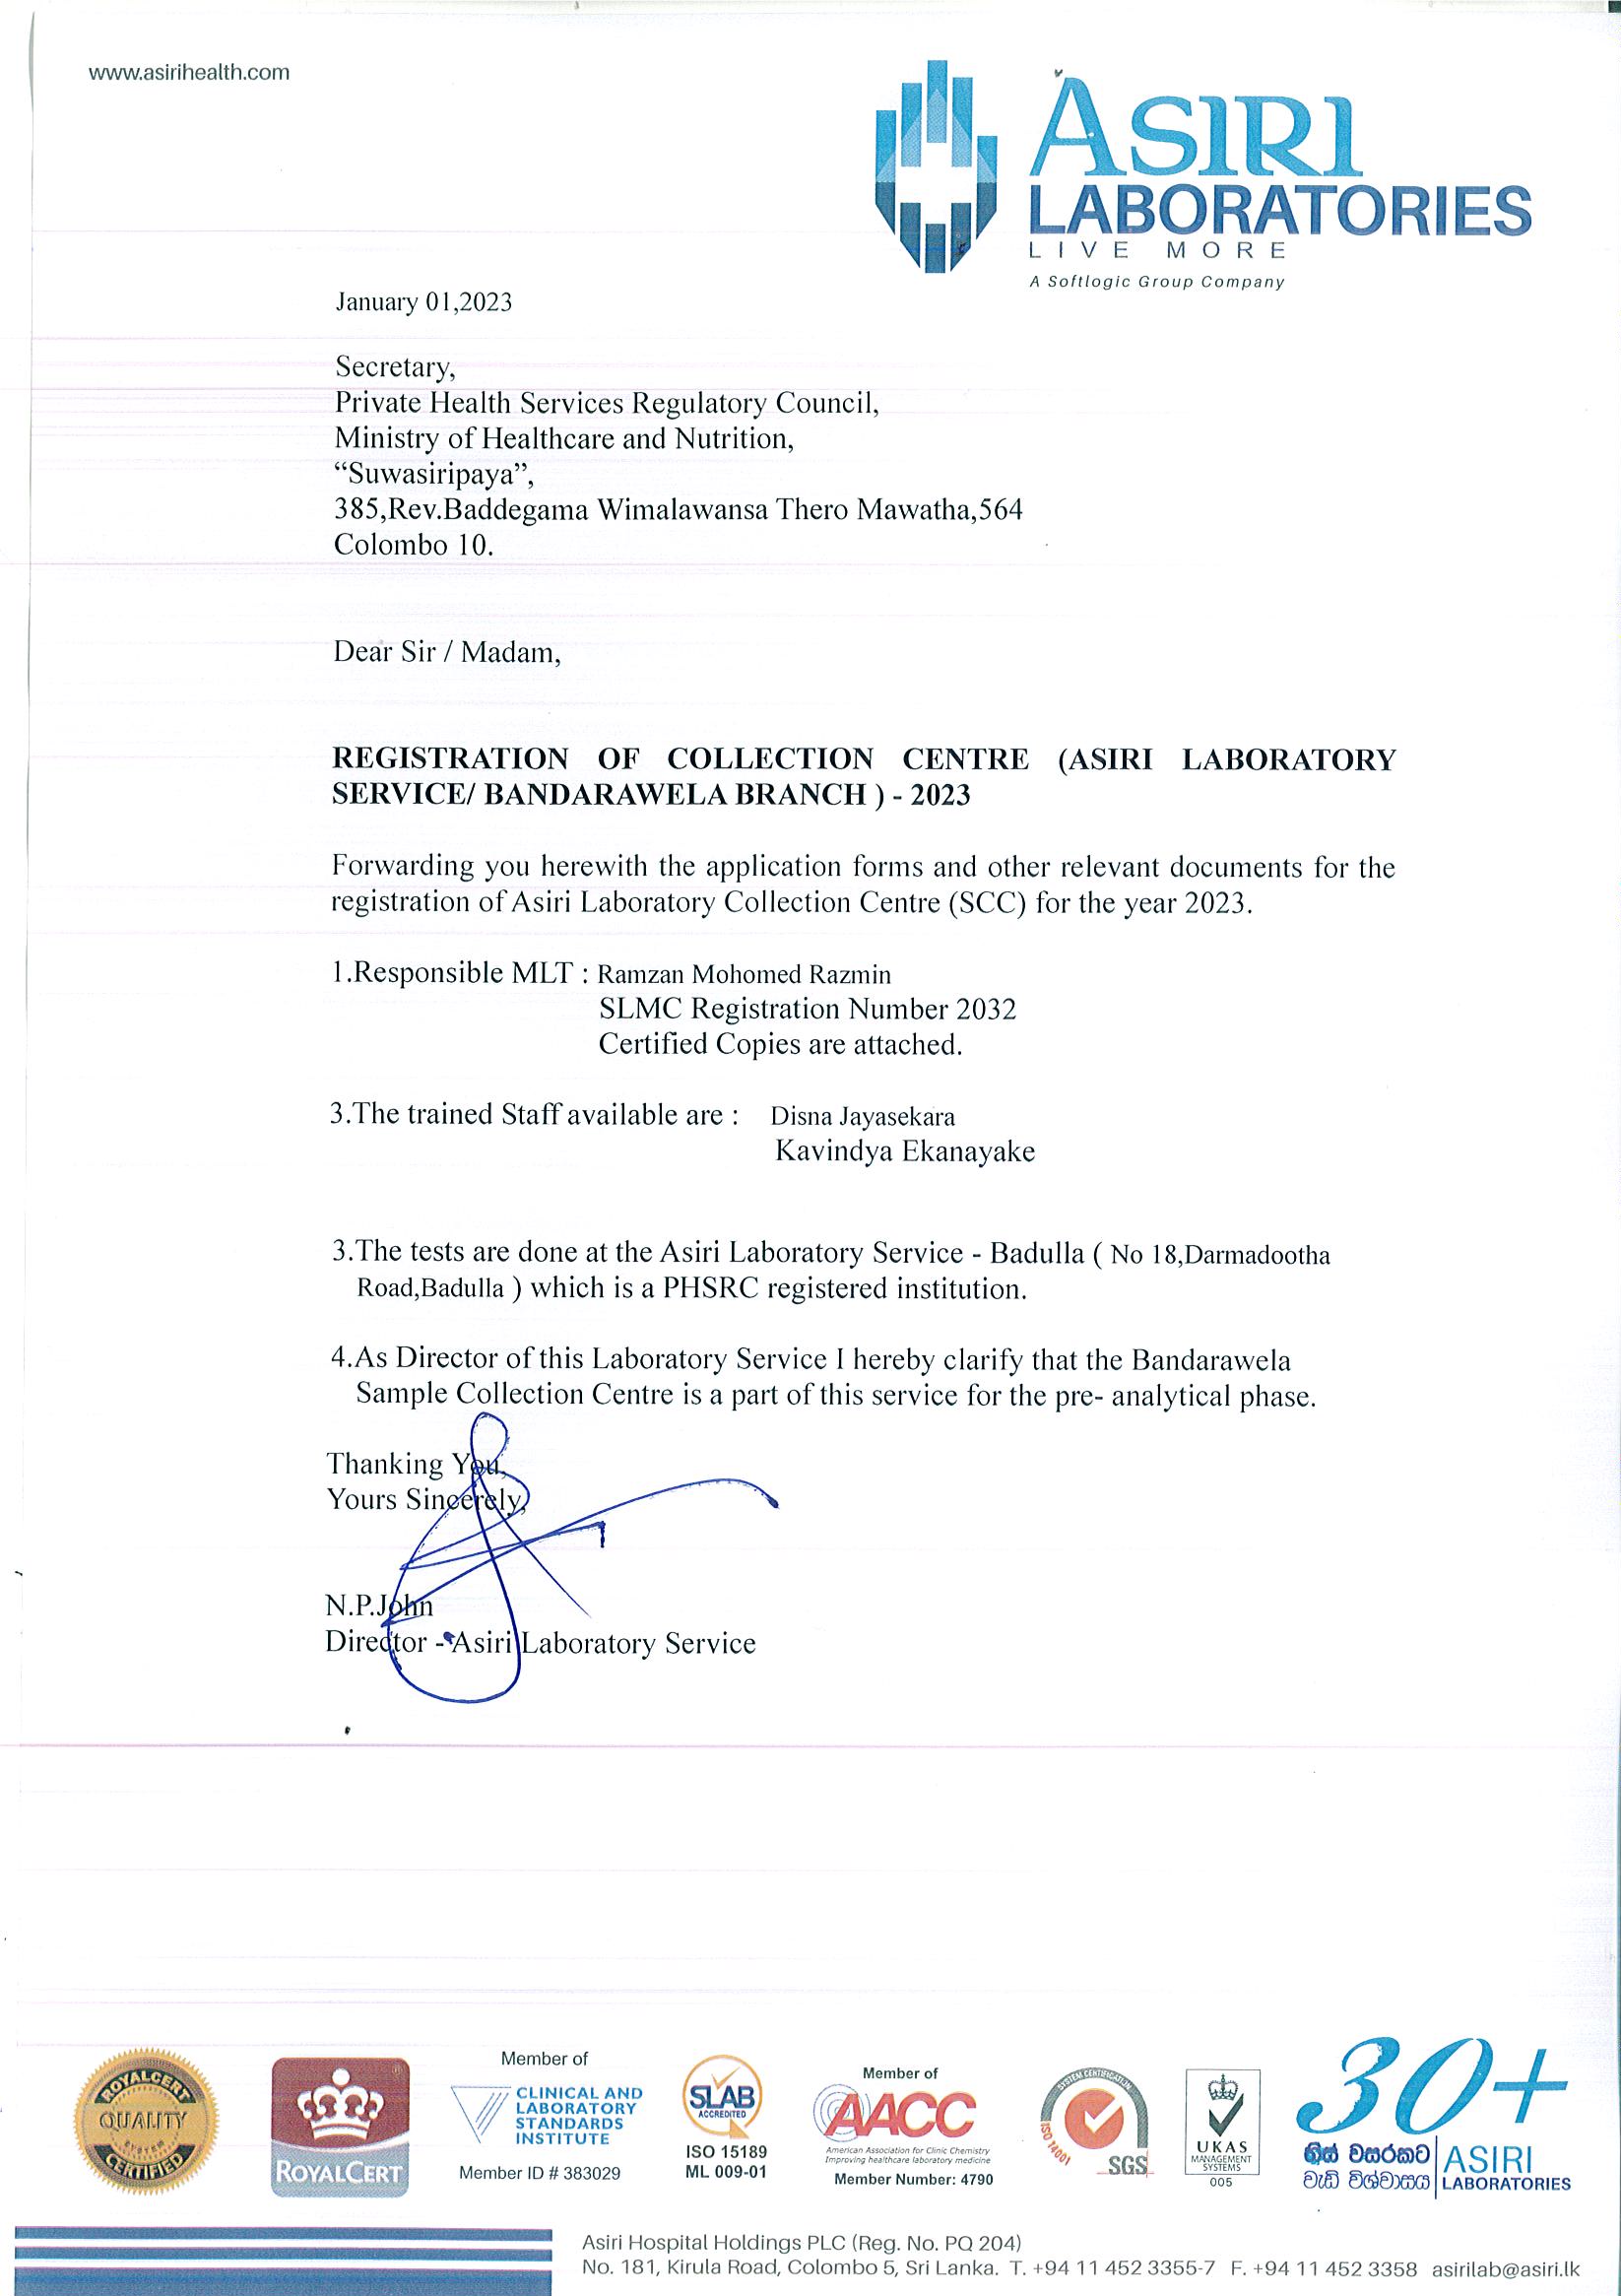 www.asirihealth.com
ASIRI
LABORATORIES
LIVE MORE
A Softlogic Group Company
January 01,2023
Secretary,
Private Health Services Regulatory Council,
Ministry of Healthcare and Nutrition,
“Suwasiripaya”,
385,Rev.Baddegama Wimalawansa Thero Mawatha,564
Colombo 10.
Dear Sir / Madam,
REGISTRATION OF COLLECTION CENTRE (ASIRI LABORATORY
SERVICE/ BANDARAWELA BRANCH ) - 2023
Forwarding you herewith the application forms and other relevant documents for the
registration of Asiri Laboratory Collection Centre (SCC) for the year 2023.
1.Responsible MLT : Ramzan Mohomed Razmin
SLMC Registration Number 2032
Certified Copies are attached.
3.The trained Staff available are : Disna Jayasekara
Kavindya Ekanayake
3.The tests are done at the Asiri Laboratory Service - Badulla ( No 18,Darmadootha
Road,Badulla ) which is a PHSRC registered institution.
4.As Director of this Laboratory Service I hereby clarify that the Bandarawela
Sample Collection Centre is a part of this service for the pre- analytical phase.
Thanking You,
Yours Sincerely,
N.P.John
Director - Asiri Laboratory Service
ROYALCERT
QUALITY
SYSTEM
CERTIFIED
ROYALCERT
Member of
CLINICAL AND
LABORATORY
STANDARDS
INSTITUTE
Member ID # 383029
SLAB
ACCREDITED
ISO 15189
ML 009-01
Member of
AACC
American Association for Clinic Chemistry
Improving healthcare laboratory medicine
Member Number: 4790
SYSTEM CERTIFICATION
ISO 14001
SGS
UKAS
MANAGEMENT
SYSTEMS
005
30+
තිස් වසරකට
වැඩි විශ්වාසය
ASIRI
LABORATORIES
Asiri Hospital Holdings PLC (Reg. No. PQ 204)
No. 181, Kirula Road, Colombo 5, Sri Lanka. T. +94 11 452 3355-7 F. +94 11 452 3358 asirilab@asiri.lk